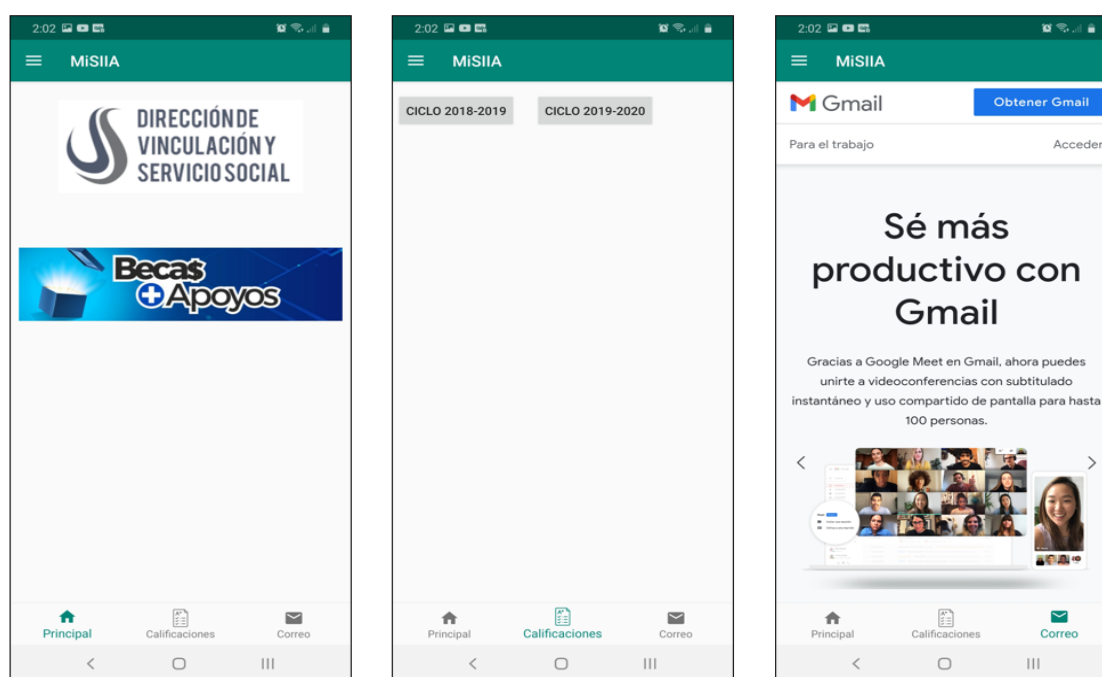 2:02
MiSIIA
DIRECCIÓN DE
VINCULACIÓN Y
SERVICIO SOCIAL
Beca$
+Apoyos
Principal
Calificaciones
Correo
2:02
MiSIIA
CICLO 2018-2019
CICLO 2019-2020
Principal
Calificaciones
Correo
2:02
MiSIIA
Gmail
Obtener Gmail
Para el trabajo
Acceder
Sé más
productivo con
Gmail
Gracias a Google Meet en Gmail, ahora puedes
unirte a videoconferencias con subtitulado
instantáneo y uso compartido de pantalla para hasta
100 personas.
Principal
Calificaciones
Correo